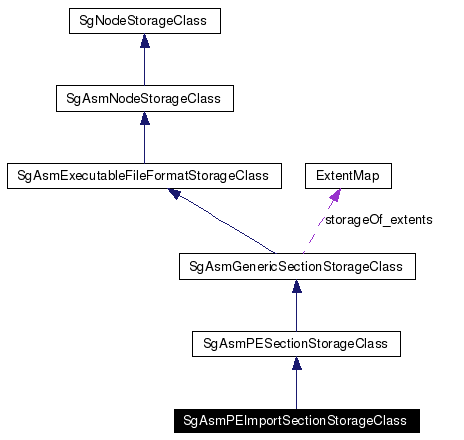 SgNodeStorageClass
SgAsmNodeStorageClass
SgAsmExecutableFileFormatStorageClass
ExtentMap
storageOf_extents
SgAsmGenericSectionStorageClass
SgAsmPESectionStorageClass
SgAsmPEImportSectionStorageClass